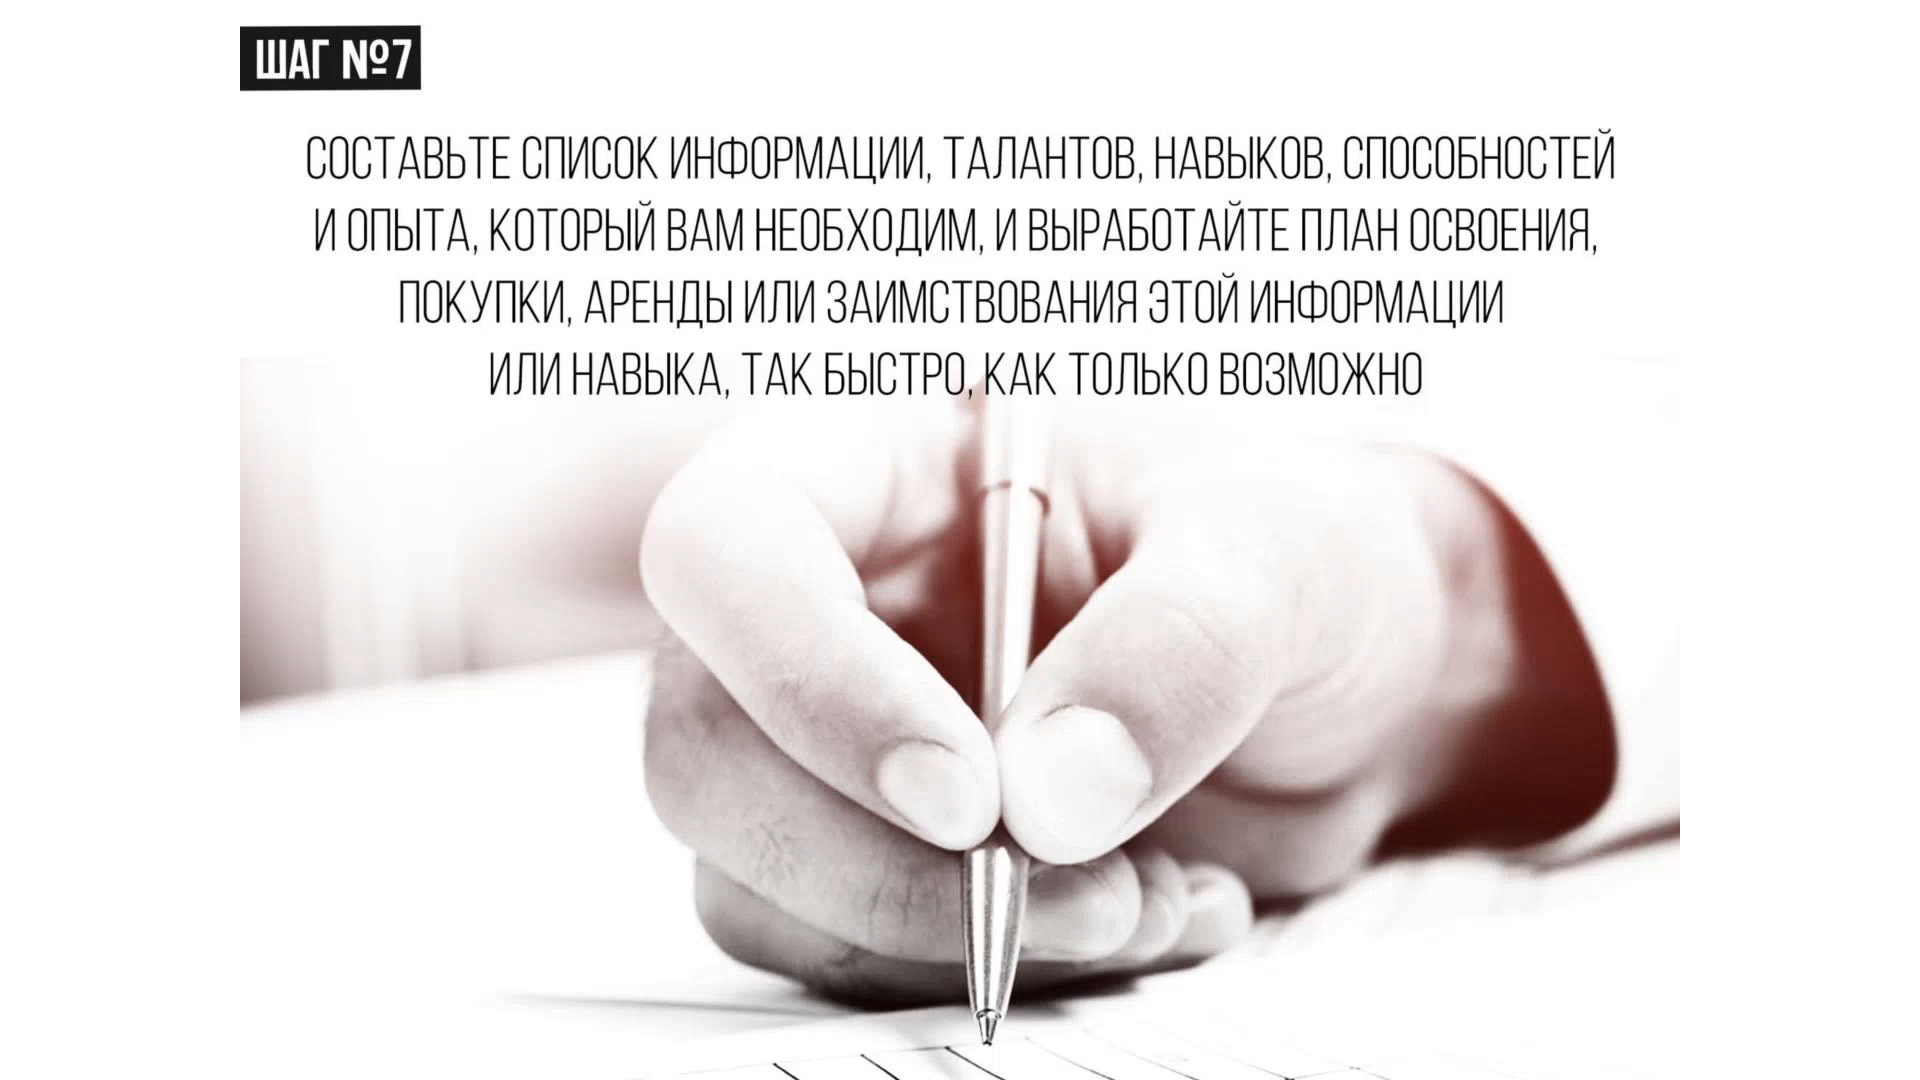 ШАГ №7
СОСТАВЬТЕ СПИСОК ИНФОРМАЦИИ, ТАЛАНТОВ, НАВЫКОВ, СПОСОБНОСТЕЙ
И ОПЫТА, КОТОРЫЙ ВАМ НЕОБХОДИМ, И ВЫРАБОТАЙТЕ ПЛАН ОСВОЕНИЯ,
ПОКУПКИ, АРЕНДЫ ИЛИ ЗАИМСТВОВАНИЯ ЭТОЙ ИНФОРМАЦИИ
ИЛИ НАВЫКА, ТАК БЫСТРО, КАК ТОЛЬКО ВОЗМОЖНО